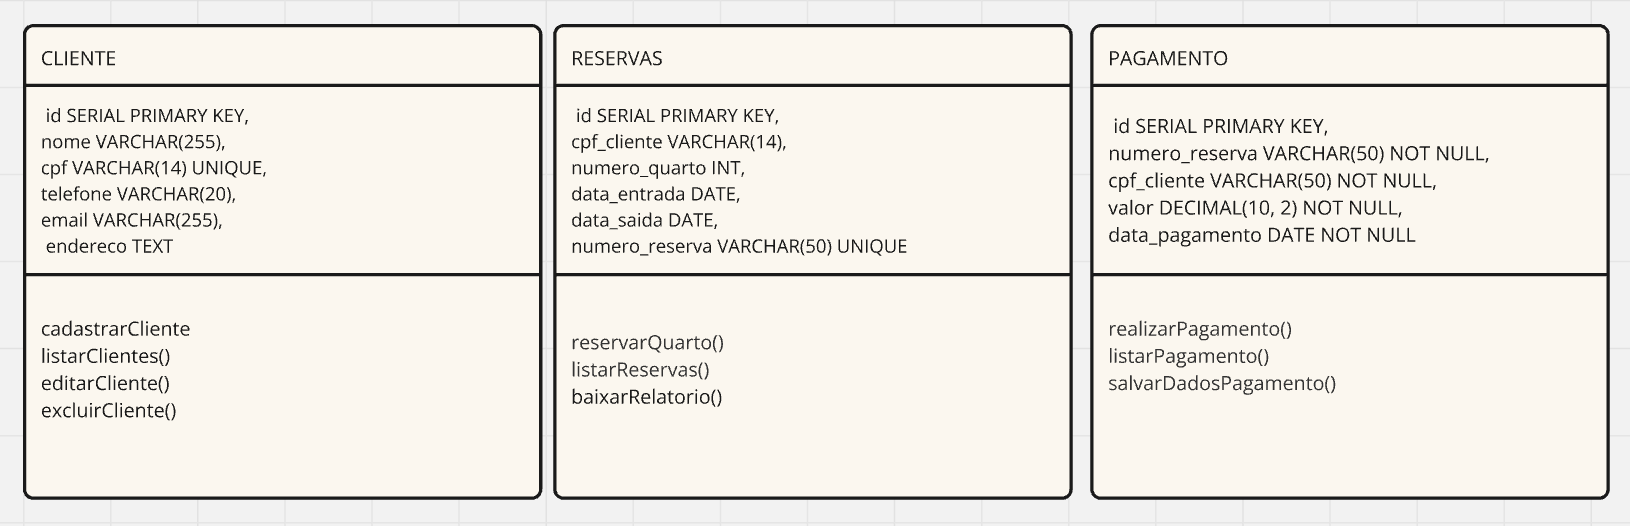 CLIENTE
id SERIAL PRIMARY KEY,
nome VARCHAR(255),
cpf VARCHAR(14) UNIQUE,
telefone VARCHAR(20),
email VARCHAR(255),
endereco TEXT
cadastrarCliente
listarClientes()
editarCliente()
excluirCliente()
RESERVAS
id SERIAL PRIMARY KEY,
cpf_cliente VARCHAR(14),
numero_quarto INT,
data_entrada DATE,
data_saida DATE,
numero_reserva VARCHAR(50) UNIQUE
reservarQuarto()
listarReservas()
baixarRelatorio()
PAGAMENTO
id SERIAL PRIMARY KEY,
numero_reserva VARCHAR(50) NOT NULL,
cpf_cliente VARCHAR(50) NOT NULL,
valor DECIMAL(10, 2) NOT NULL,
data_pagamento DATE NOT NULL
realizarPagamento()
listarPagamento()
salvarDadosPagamento()